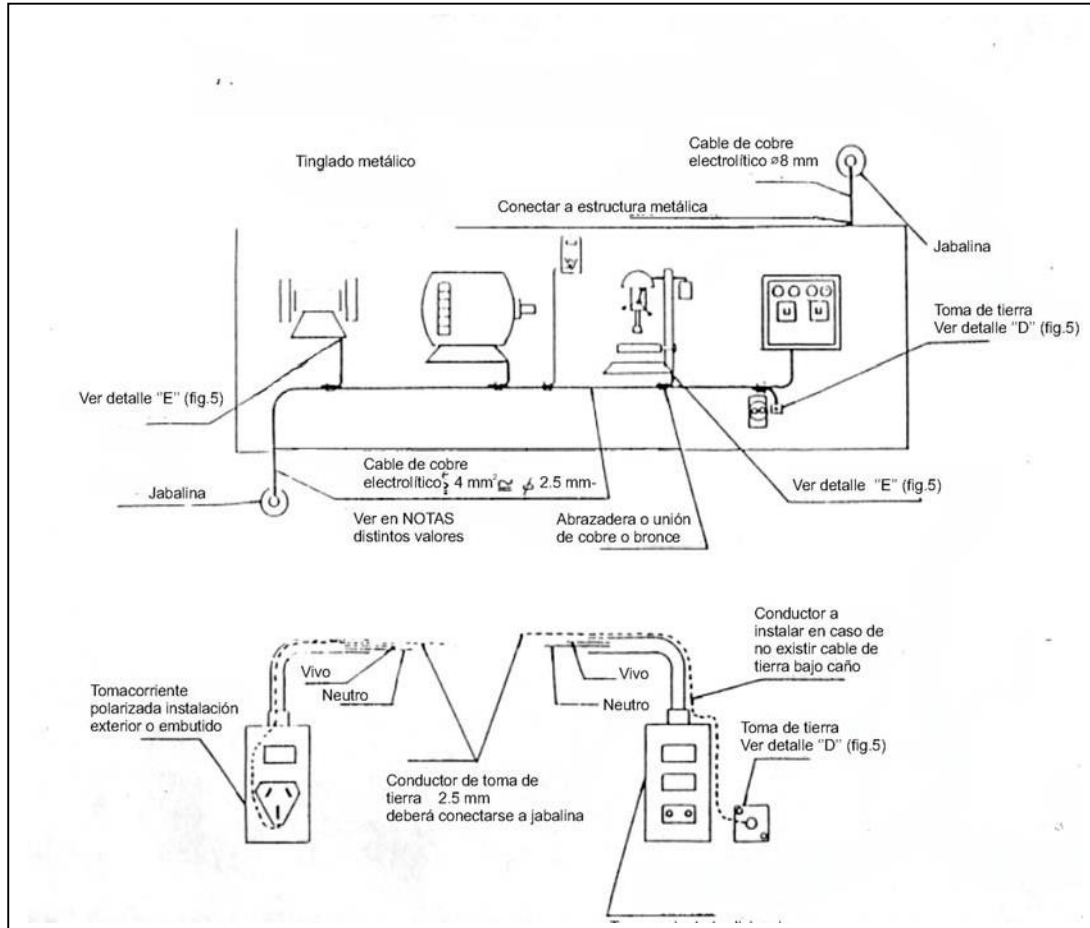 Cable de cobre
electrolítico ø8 mm
Tinglado metálico
Conectar a estructura metálica
Jabalina
Toma de tierra
Ver detalle "D" (fig.5)
Ver detalle "E" (fig.5)
Cable de cobre
electrolítico 4 mm² ≅ ϕ 2.5 mm
Ver detalle "E" (fig.5)
Jabalina
Ver en NOTAS
distintos valores
Abrazadera o unión
de cobre o bronce
Conductor a
instalar en caso de
no existir cable de
tierra bajo caño
Vivo
Neutro
Vivo
Neutro
Tomacorriente
polarizada instalación
exterior o embutido
Toma de tierra
Ver detalle "D" (fig.5)
Conductor de toma de
tierra 2.5 mm
deberá conectarse a jabalina